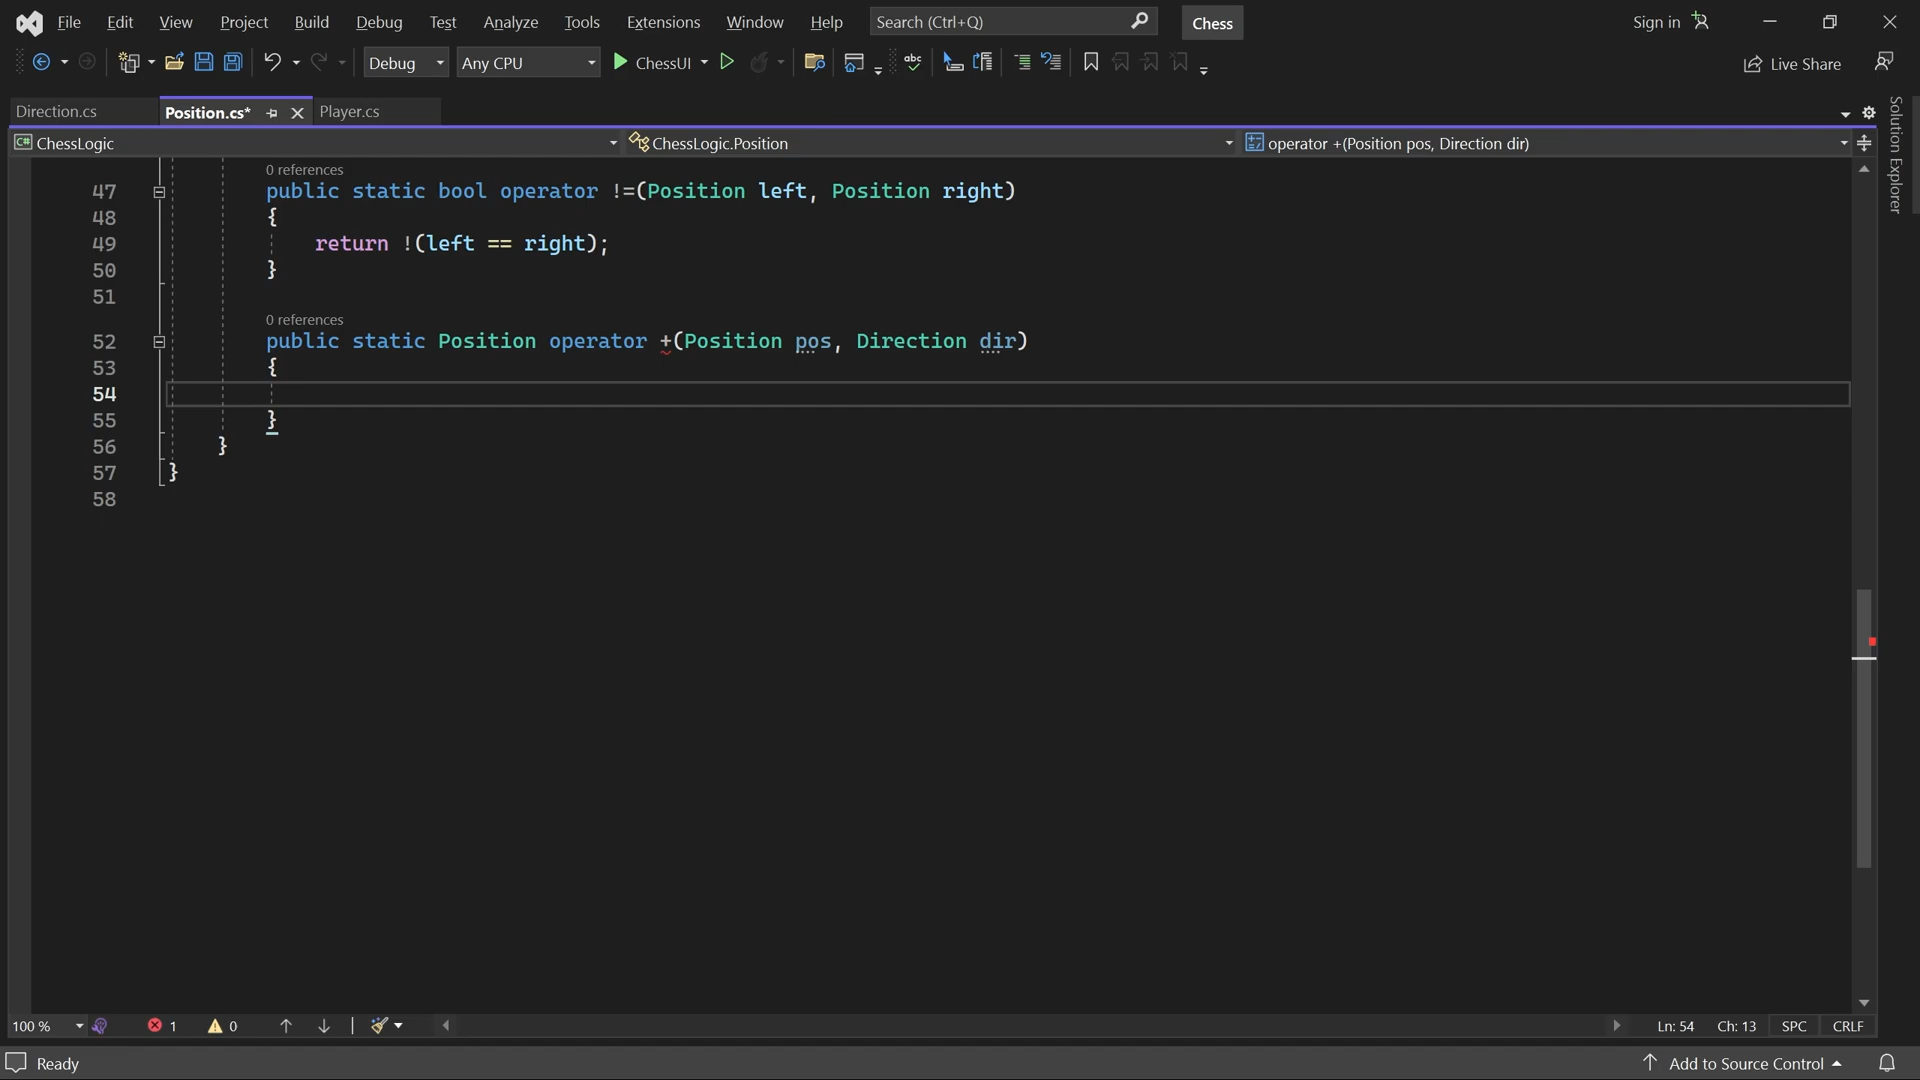 File Edit View Project Build Debug Test Analyze Tools Extensions Window Help Search (Ctrl+Q) Chess Sign in
Debug Any CPU ChessUI abc Live Share
Direction.cs Position.cs* Player.cs
C# ChessLogic ChessLogic.Position operator +(Position pos, Direction dir)
Solution Explorer
0 references
47 public static bool operator !=(Position left, Position right)
48 {
49 return !(left == right);
50 }
51
0 references
52 public static Position operator +(Position pos, Direction dir)
53 {
54
55 }
56 }
57 }
58
100 % 1 0 Ln: 54 Ch: 13 SPC CRLF
Ready Add to Source Control